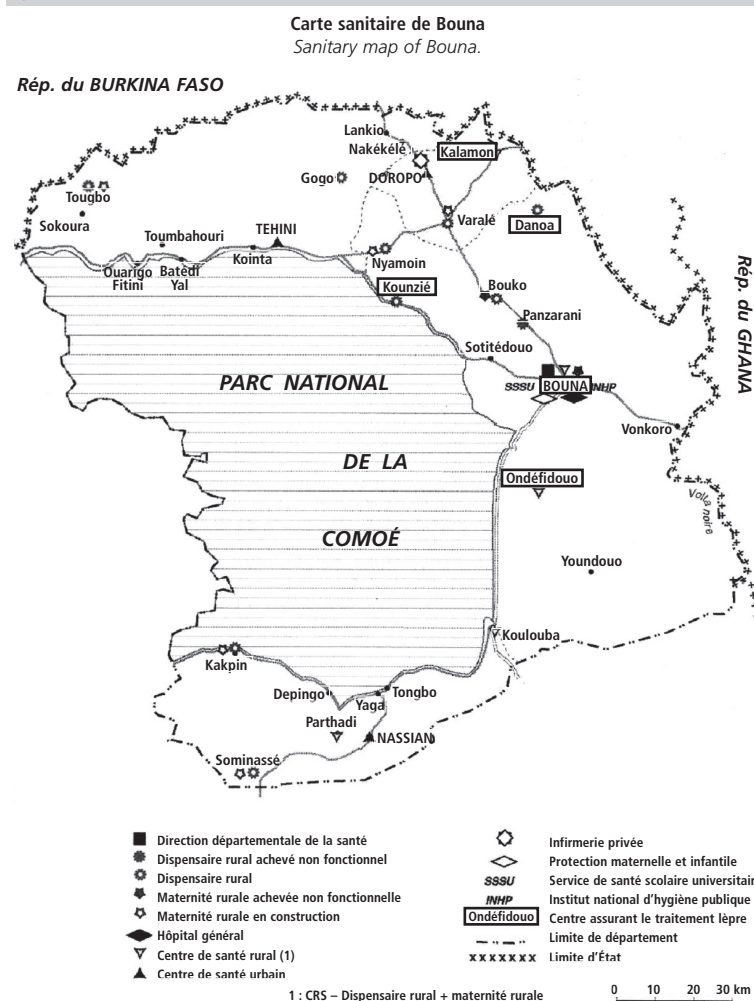 Carte sanitaire de Bouna
Sanitary map of Bouna.
Rép. du BURKINA FASO
Lankio
Nakékélé
Kalamon
Gogo
DOROPO
Tougbo
Sokoura
Varalé
Danoa
TEHINI
Toumbahouri
Kointa
Nyamoin
Ouarigo
Fitini
Batédi
Yal
Kounzié
Bouko
Panzarani
Rép. du GHANA
Sotitédouo
PARC NATIONAL
SSSU
BOUNA
INHP
Vonkoro
DE LA
Ondéfidouo
Volta noire
COMOÉ
Youndouo
Koulouba
Kakpin
Depingo
Tongbo
Yaga
Parthadi
NASSIAN
Sominassé
Direction départementale de la santé
Dispensaire rural achevé non fonctionnel
Dispensaire rural
Maternité rurale achevée non fonctionnelle
Maternité rurale en construction
Hôpital général
Centre de santé rural (1)
Centre de santé urbain
Infirmerie privée
Protection maternelle et infantile
SSSU Service de santé scolaire universitair
INHP Institut national d'hygiène publique
Ondéfidouo Centre assurant le traitement lèpre
Limite de département
Limite d'État
1 : CRS – Dispensaire rural + maternité rurale
0 10 20 30 km